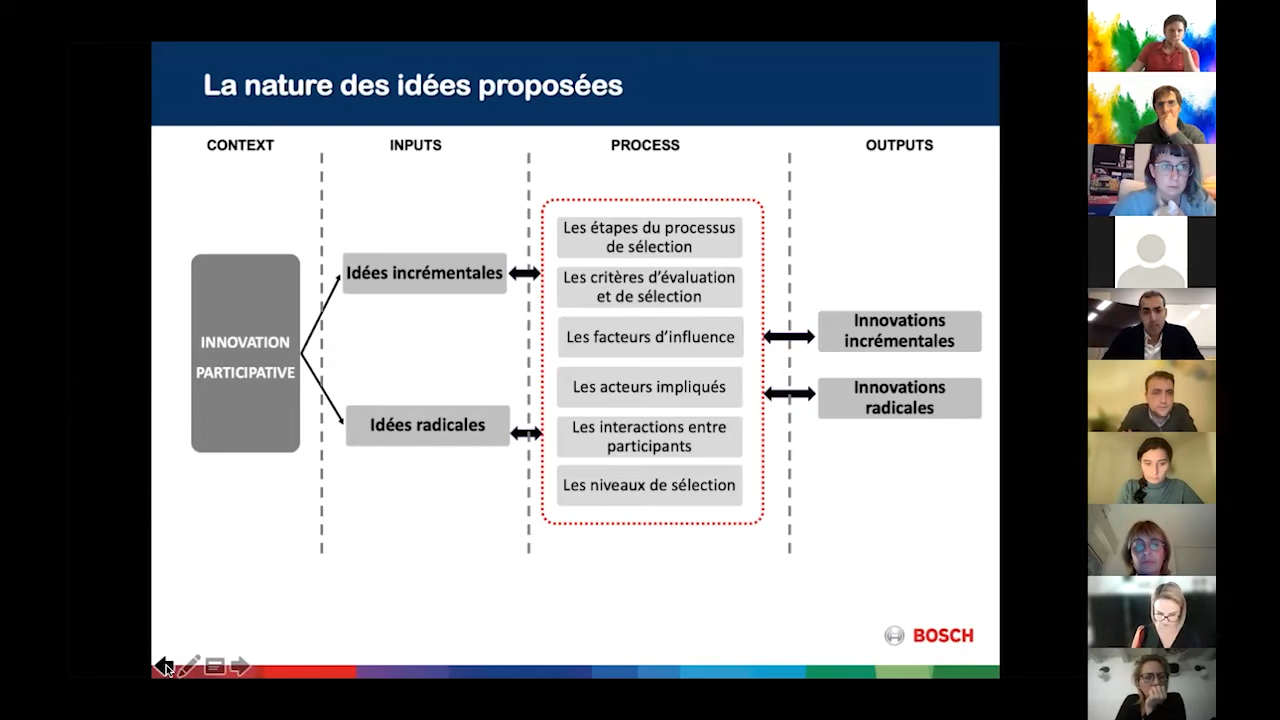 La nature des idées proposées
CONTEXT
INPUTS
PROCESS
OUTPUTS
INNOVATION
PARTICIPATIVE
Idées incrémentales
Idées radicales
Les étapes du processus
de sélection
Les critères d’évaluation
et de sélection
Les facteurs d’influence
Les acteurs impliqués
Les interactions entre
participants
Les niveaux de sélection
Innovations
incrémentales
Innovations
radicales
BOSCH